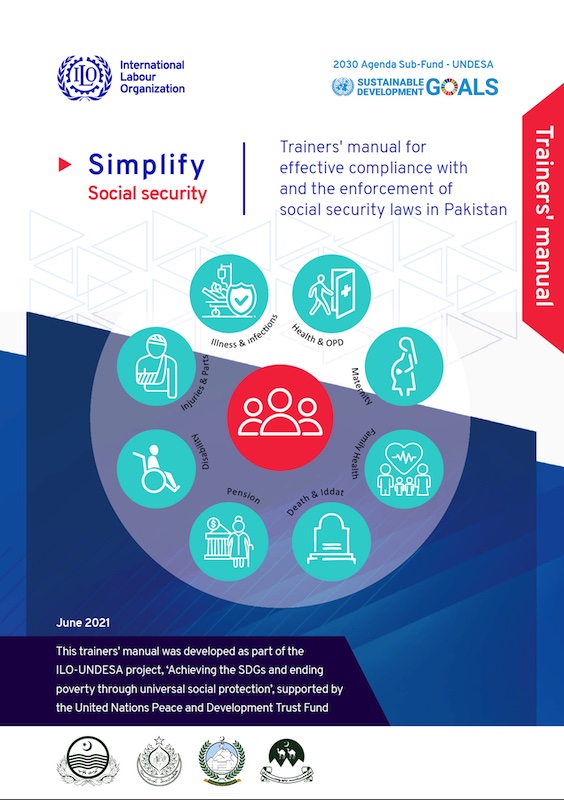 International
Labour
Organization
ILO
2030 Agenda Sub-Fund - UNDESA
SUSTAINABLE
DEVELOPMENT
GOALS
Trainers' manual
Simplify
Social security
Trainers' manual for
effective compliance with
and the enforcement of
social security laws in Pakistan
Illness & infections
Health & OPD
Injuries & Parts
Maternity
Disability
Family Health
Pension
Death & Iddat
$
June 2021
This trainers' manual was developed as part of the
ILO-UNDESA project, ‘Achieving the SDGs and ending
poverty through universal social protection’, supported by
the United Nations Peace and Development Trust Fund